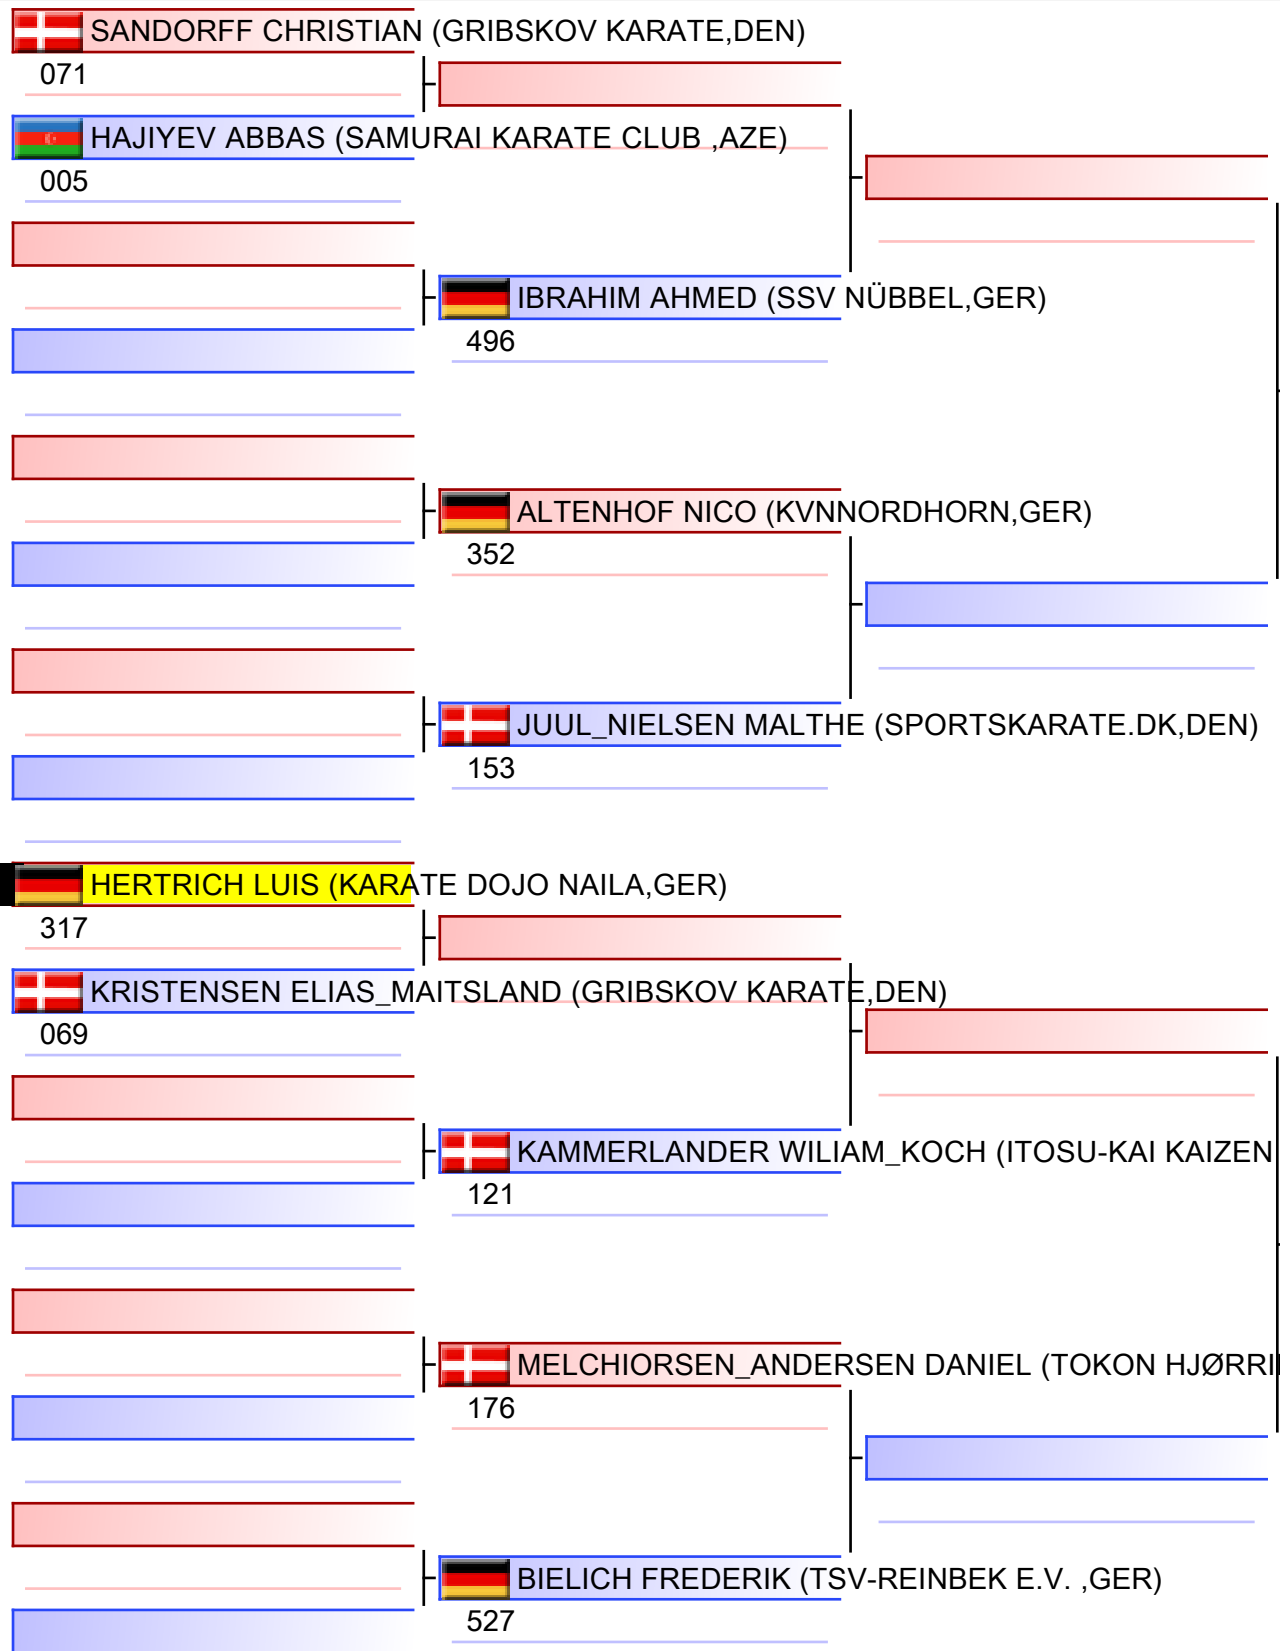 SANDORFF CHRISTIAN (GRIBSKOV KARATE,DEN)
071
HAJIYEV ABBAS (SAMURAI KARATE CLUB ,AZE)
005
IBRAHIM AHMED (SSV NÜBBEL,GER)
496
ALTENHOF NICO (KVNNORDHORN,GER)
352
JUUL_NIELSEN MALTHE (SPORTSKARATE.DK,DEN)
153
HERTRICH LUIS (KARATE DOJO NAILA,GER)
317
KRISTENSEN ELIAS_MAITSLAND (GRIBSKOV KARATE,DEN)
069
KAMMERLANDER WILIAM_KOCH (ITOSU-KAI KAIZEN
121
MELCHIORSEN_ANDERSEN DANIEL (TOKON HJØRRI
176
BIELICH FREDERIK (TSV-REINBEK E.V. ,GER)
527